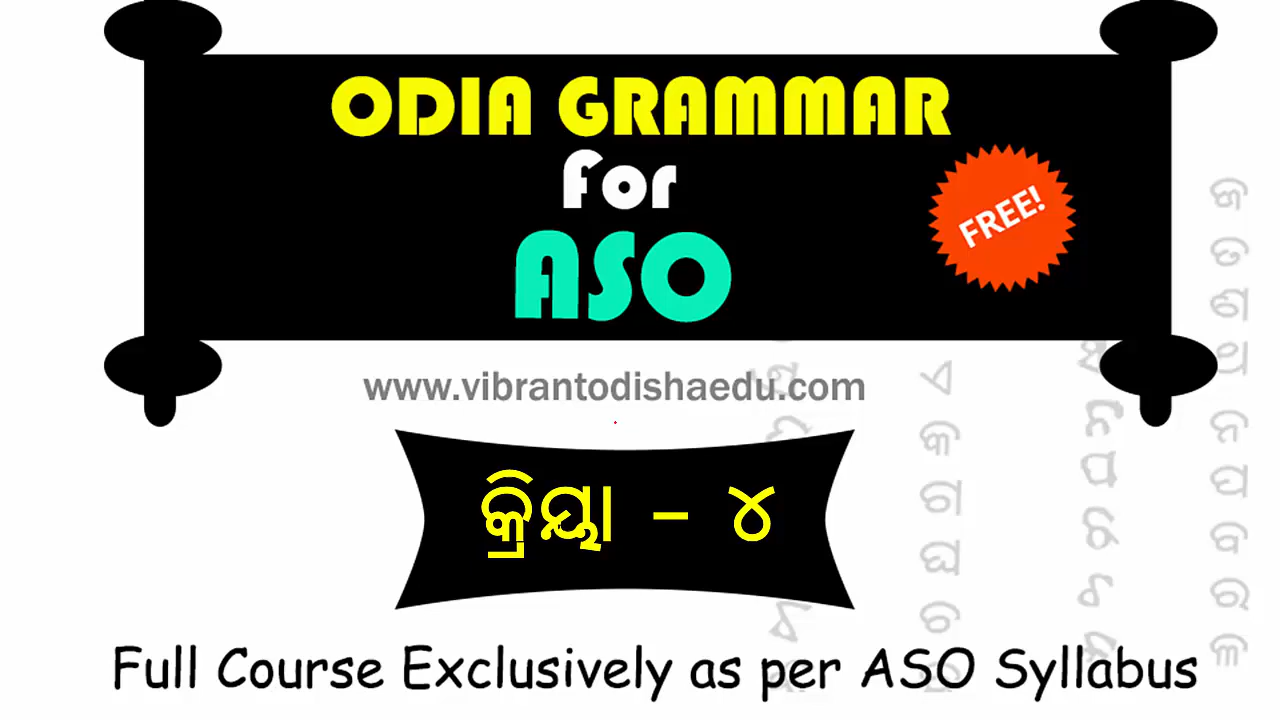 ODIA GRAMMAR
For
ASO
FREE!
www.vibrantodishaedu.com
କ୍ରିୟା - ୪
Full Course Exclusively as per ASO Syllabus